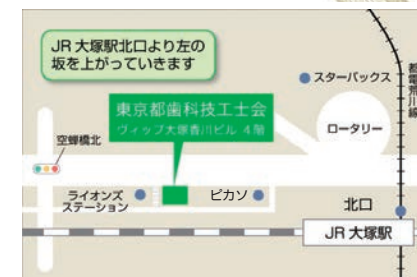 JR 大塚駅北口より左の
坂を上がっていきます
スターバックス
都電荒川線
東京都歯科技工士会
ヴィップ大塚香川ビル 4階
ロータリー
空蝉橋北
ライオンズ
ステーション
ピカソ
北口
JR 大塚駅